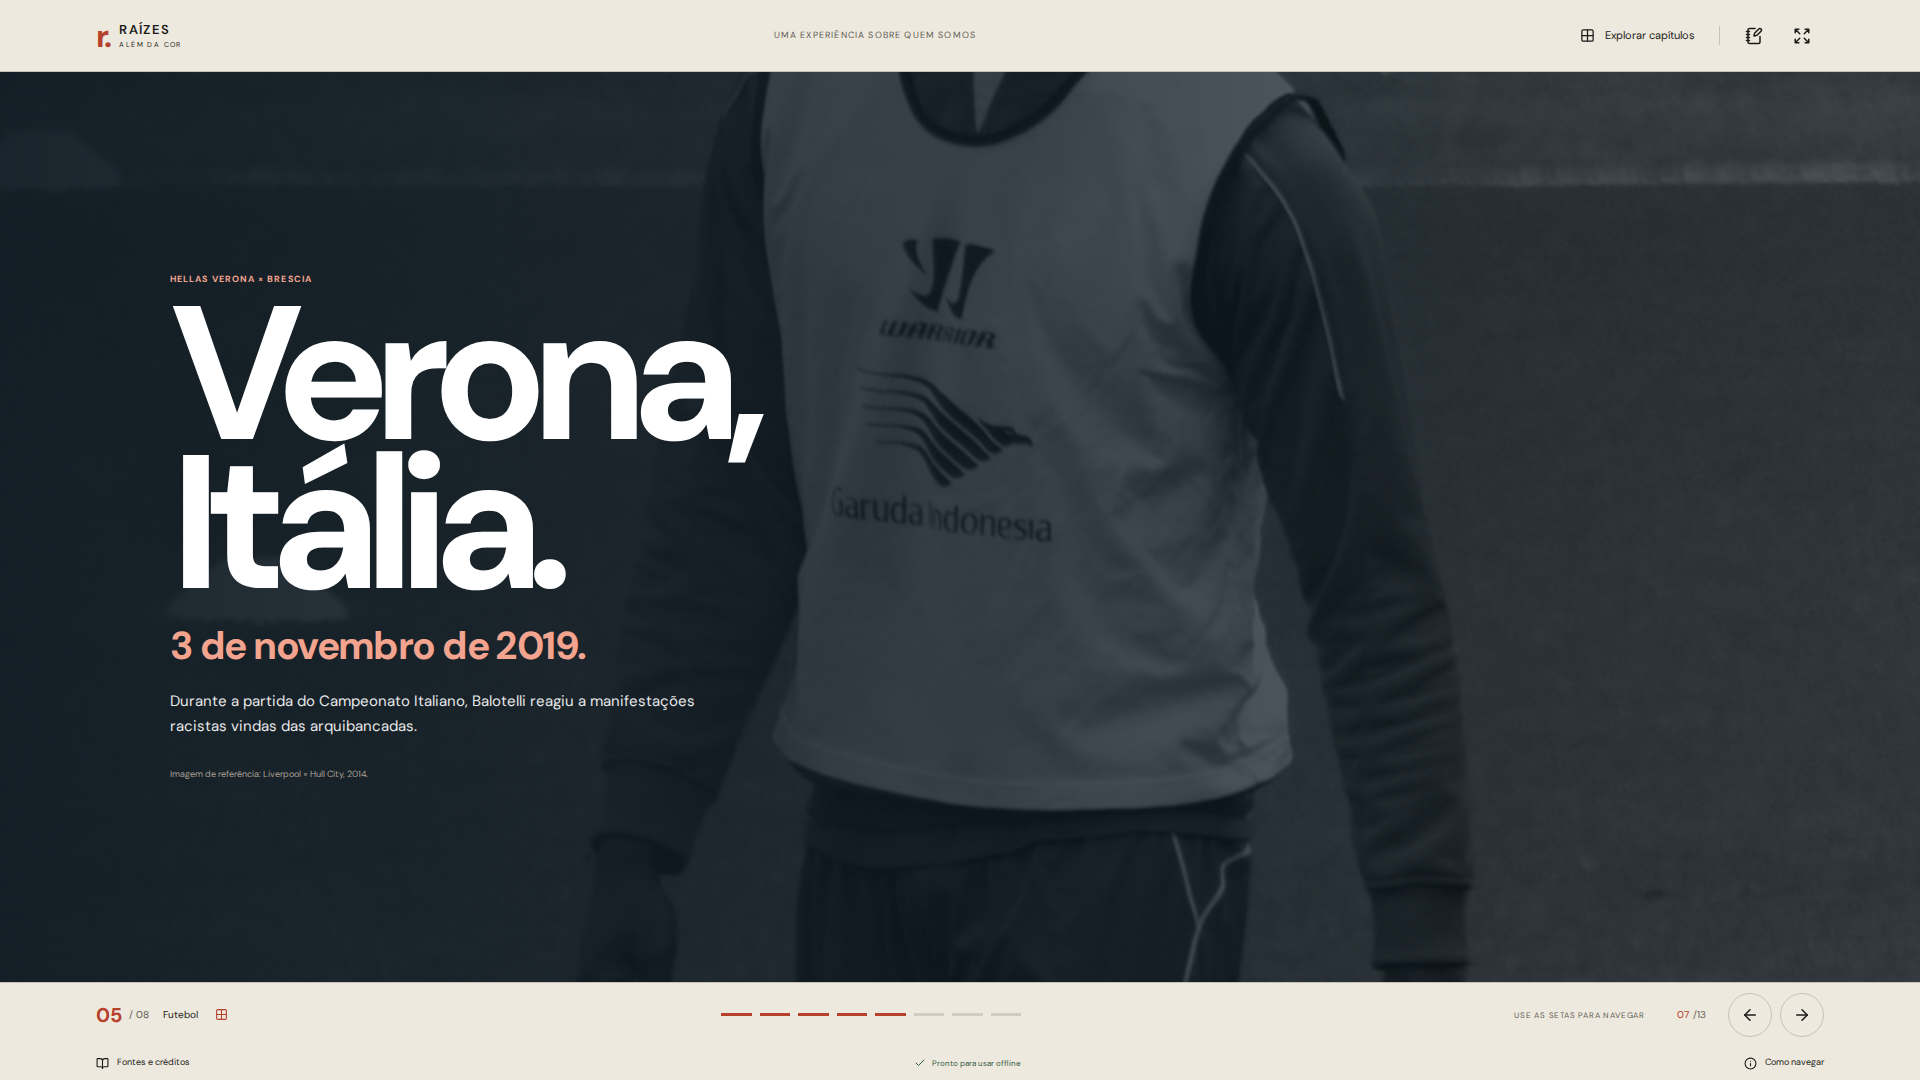 r. RAÍZES
ALÉM DA COR
UMA EXPERIÊNCIA SOBRE QUEM SOMOS
Explorar capítulos
HELLAS VERONA × BRESCIA
Verona,
Itália.
3 de novembro de 2019.
Durante a partida do Campeonato Italiano, Balotelli reagiu a manifestações
racistas vindas das arquibancadas.
Imagem de referência: Liverpool × Hull City, 2014.
WARRIOR
Garuda Indonesia
05 / 08 Futebol
USE AS SETAS PARA NAVEGAR
07 /13
Fontes e créditos
Pronto para usar offline
Como navegar